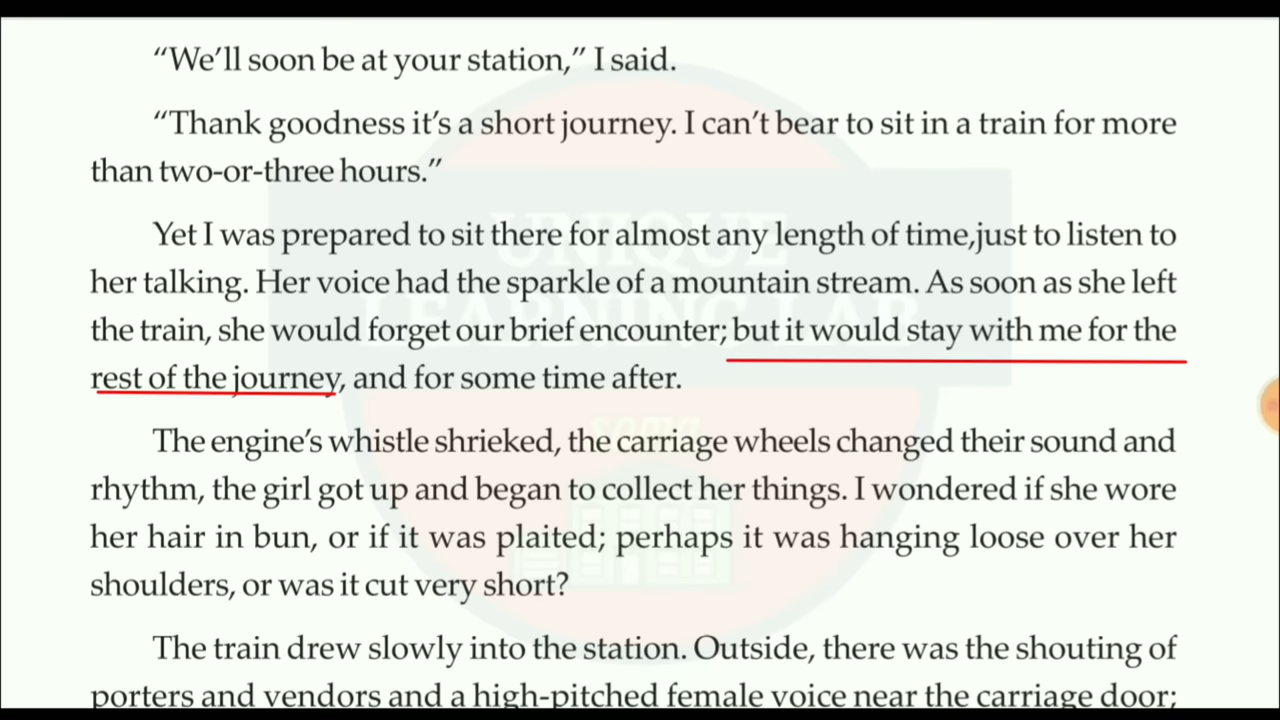 “We’ll soon be at your station,” I said.
“Thank goodness it’s a short journey. I can’t bear to sit in a train for more
than two-or-three hours.”
Yet I was prepared to sit there for almost any length of time,just to listen to
her talking. Her voice had the sparkle of a mountain stream. As soon as she left
the train, she would forget our brief encounter; but it would stay with me for the
rest of the journey, and for some time after.
The engine’s whistle shrieked, the carriage wheels changed their sound and
rhythm, the girl got up and began to collect her things. I wondered if she wore
her hair in bun, or if it was plaited; perhaps it was hanging loose over her
shoulders, or was it cut very short?
The train drew slowly into the station. Outside, there was the shouting of
porters and vendors and a high-pitched female voice near the carriage door;
UNIQUE
LEARNING LAB